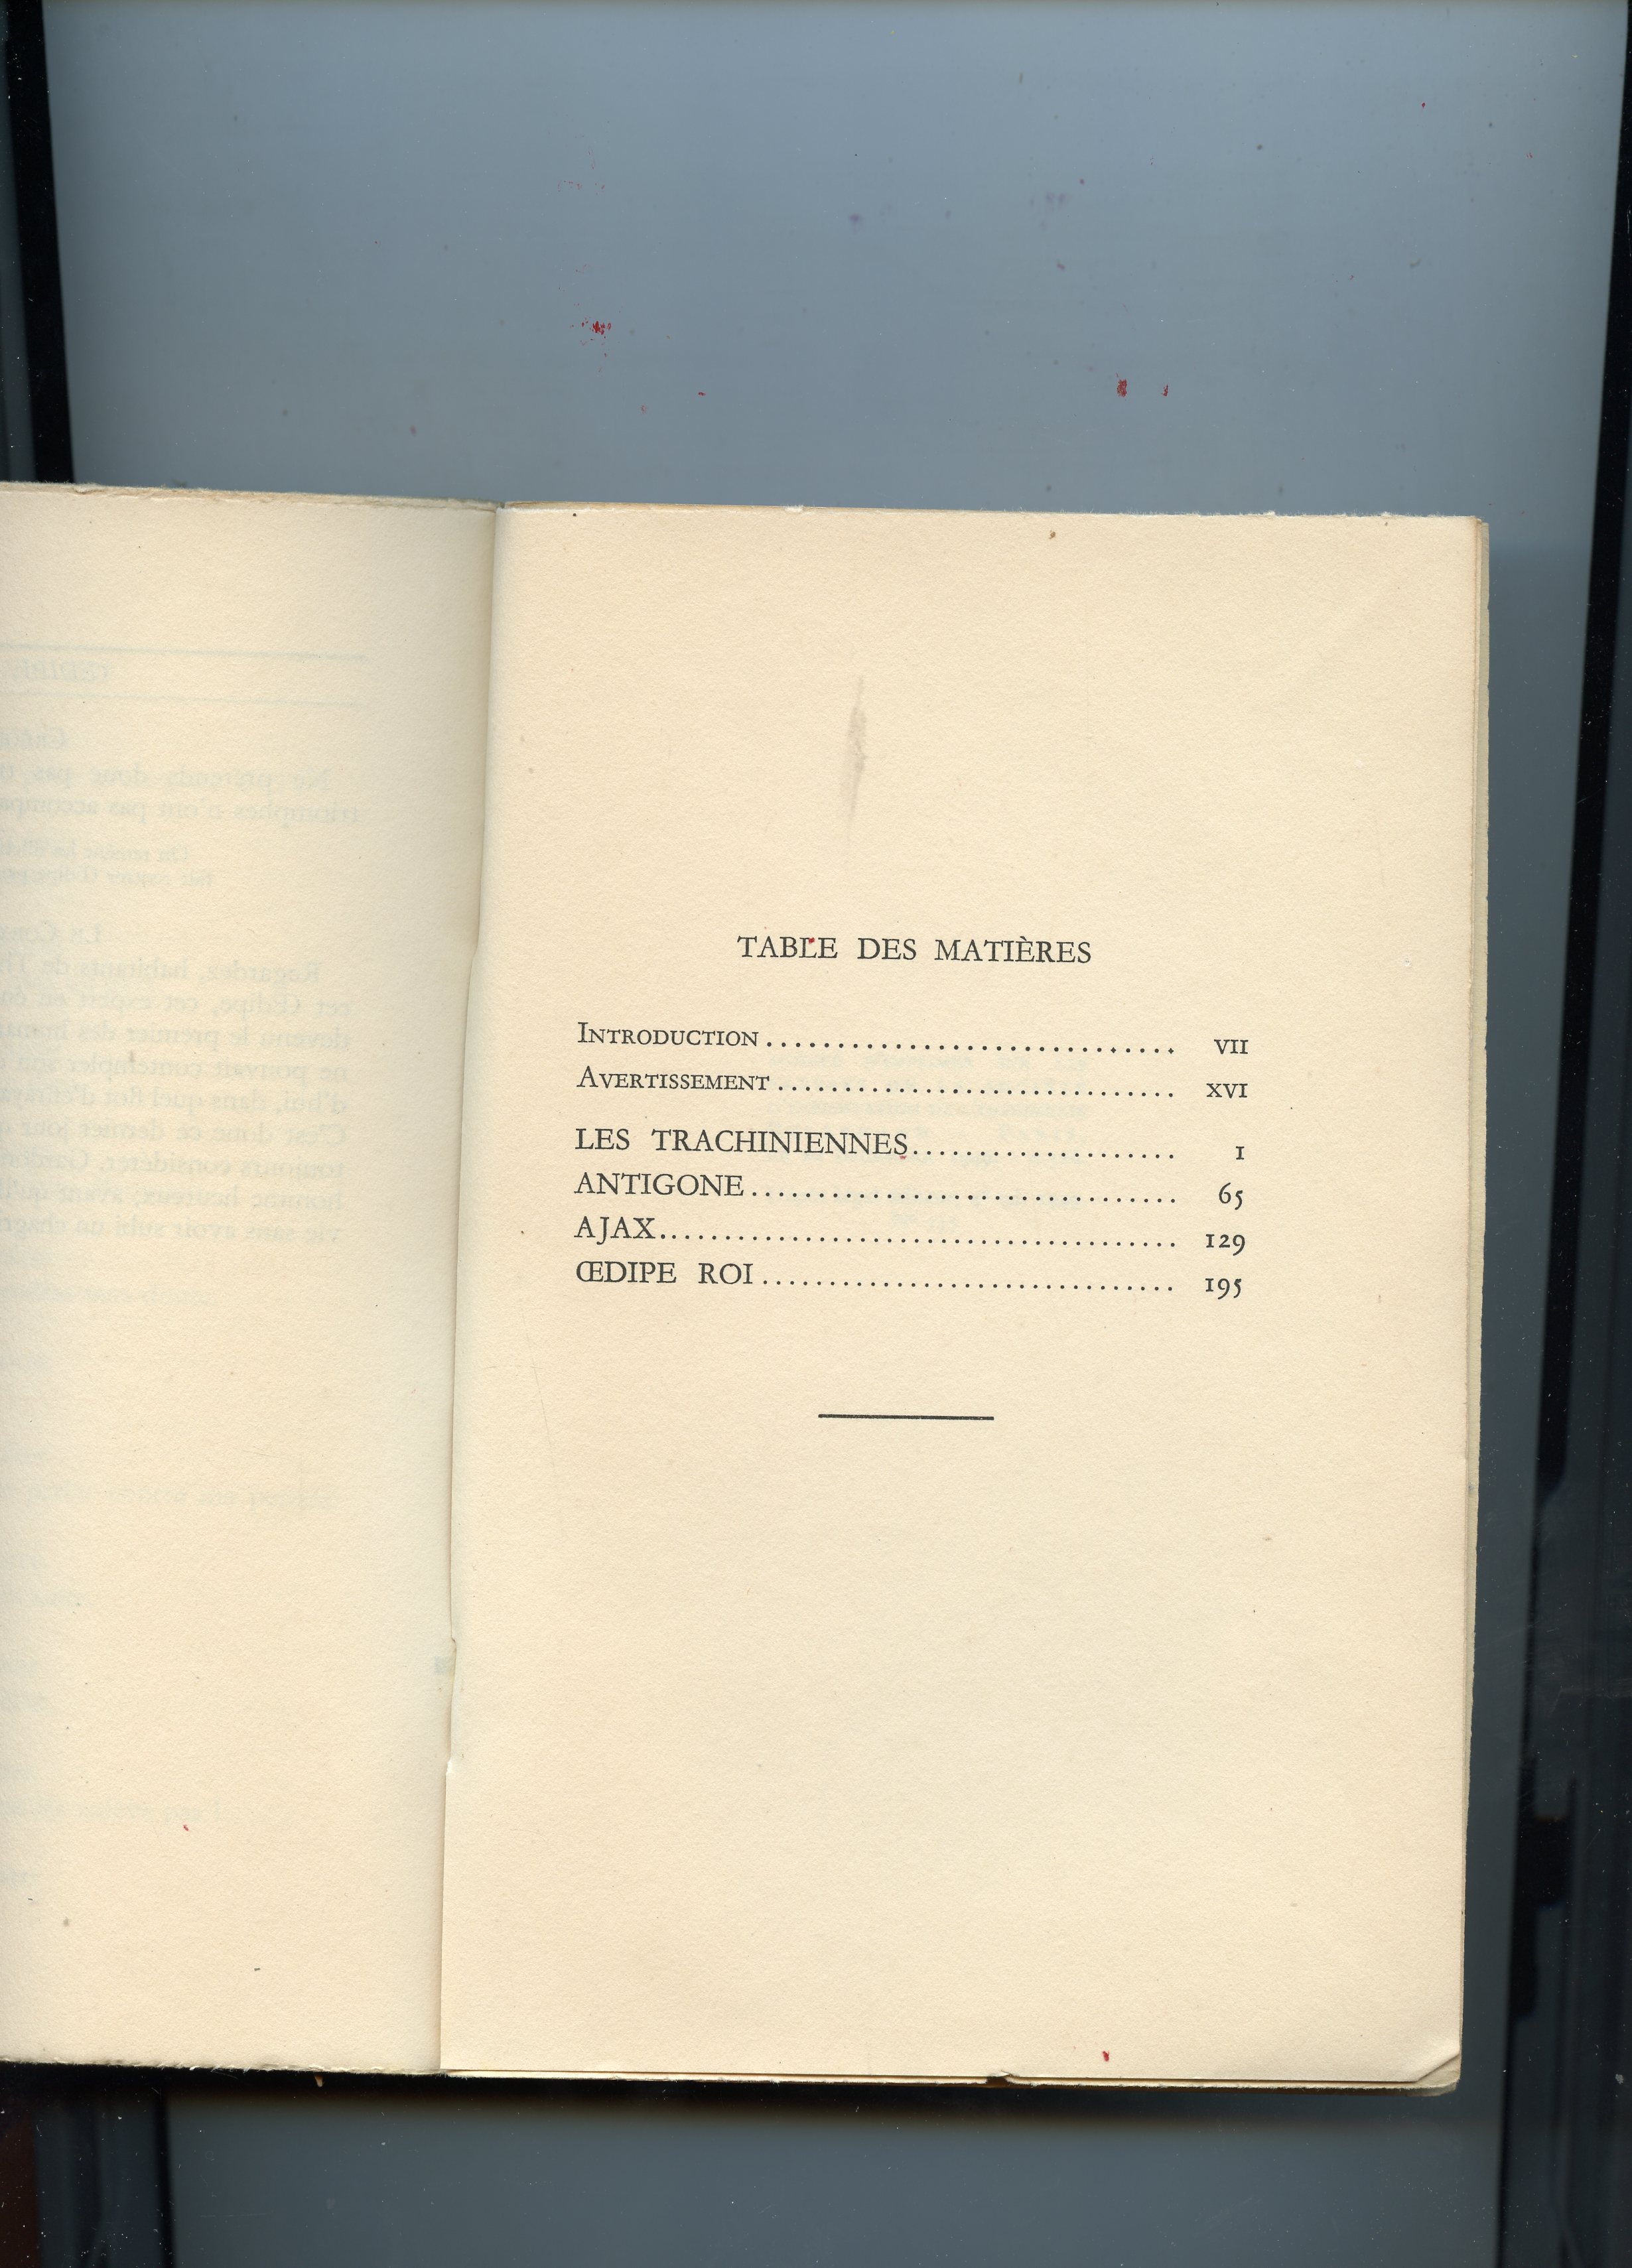 TABLE DES MATIÈRES
INTRODUCTION............................. VII
AVERTISSEMENT............................ XVI
LES TRACHINIENNES.................... 1
ANTIGONE................................. 65
AJAX........................................ 129
ŒDIPE ROI................................ 195